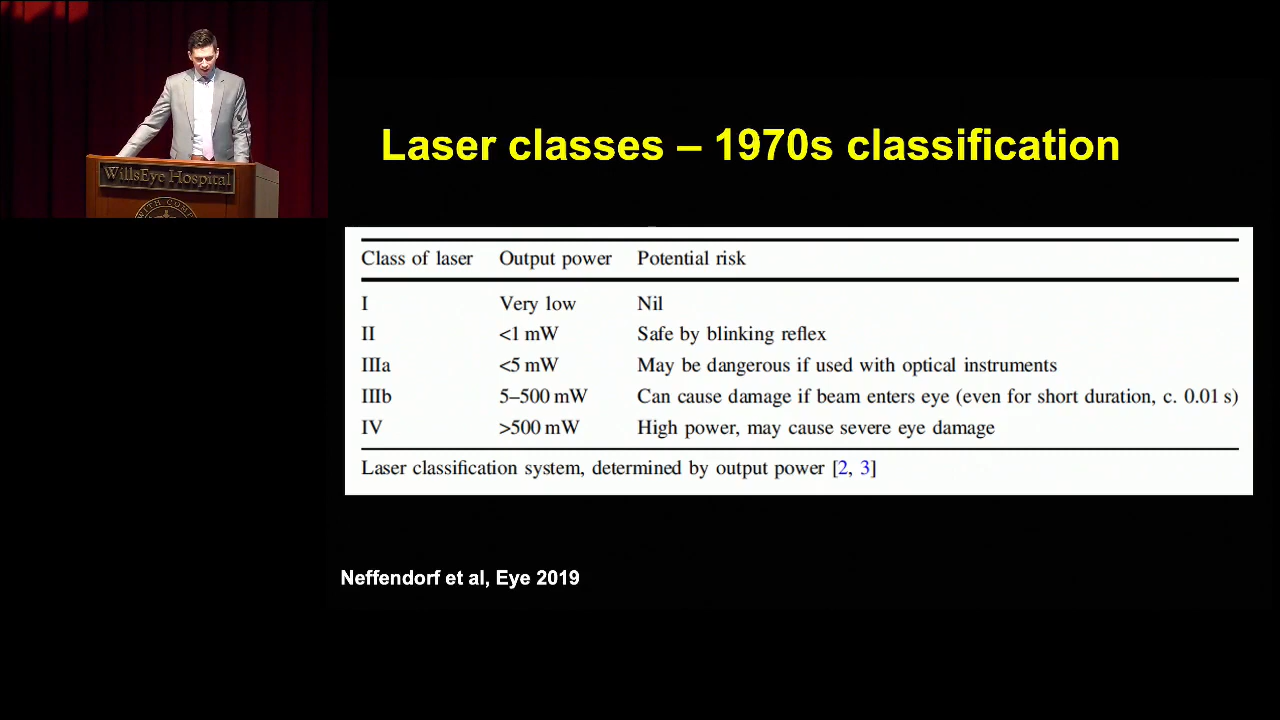 WillsEye Hospital
WITH COMP
Laser classes – 1970s classification
Class of laser Output power Potential risk
I Very low Nil
II <1 mW Safe by blinking reflex
IIIa <5 mW May be dangerous if used with optical instruments
IIIb 5–500 mW Can cause damage if beam enters eye (even for short duration, c. 0.01 s)
IV >500 mW High power, may cause severe eye damage
Laser classification system, determined by output power [2, 3]
Neffendorf et al, Eye 2019